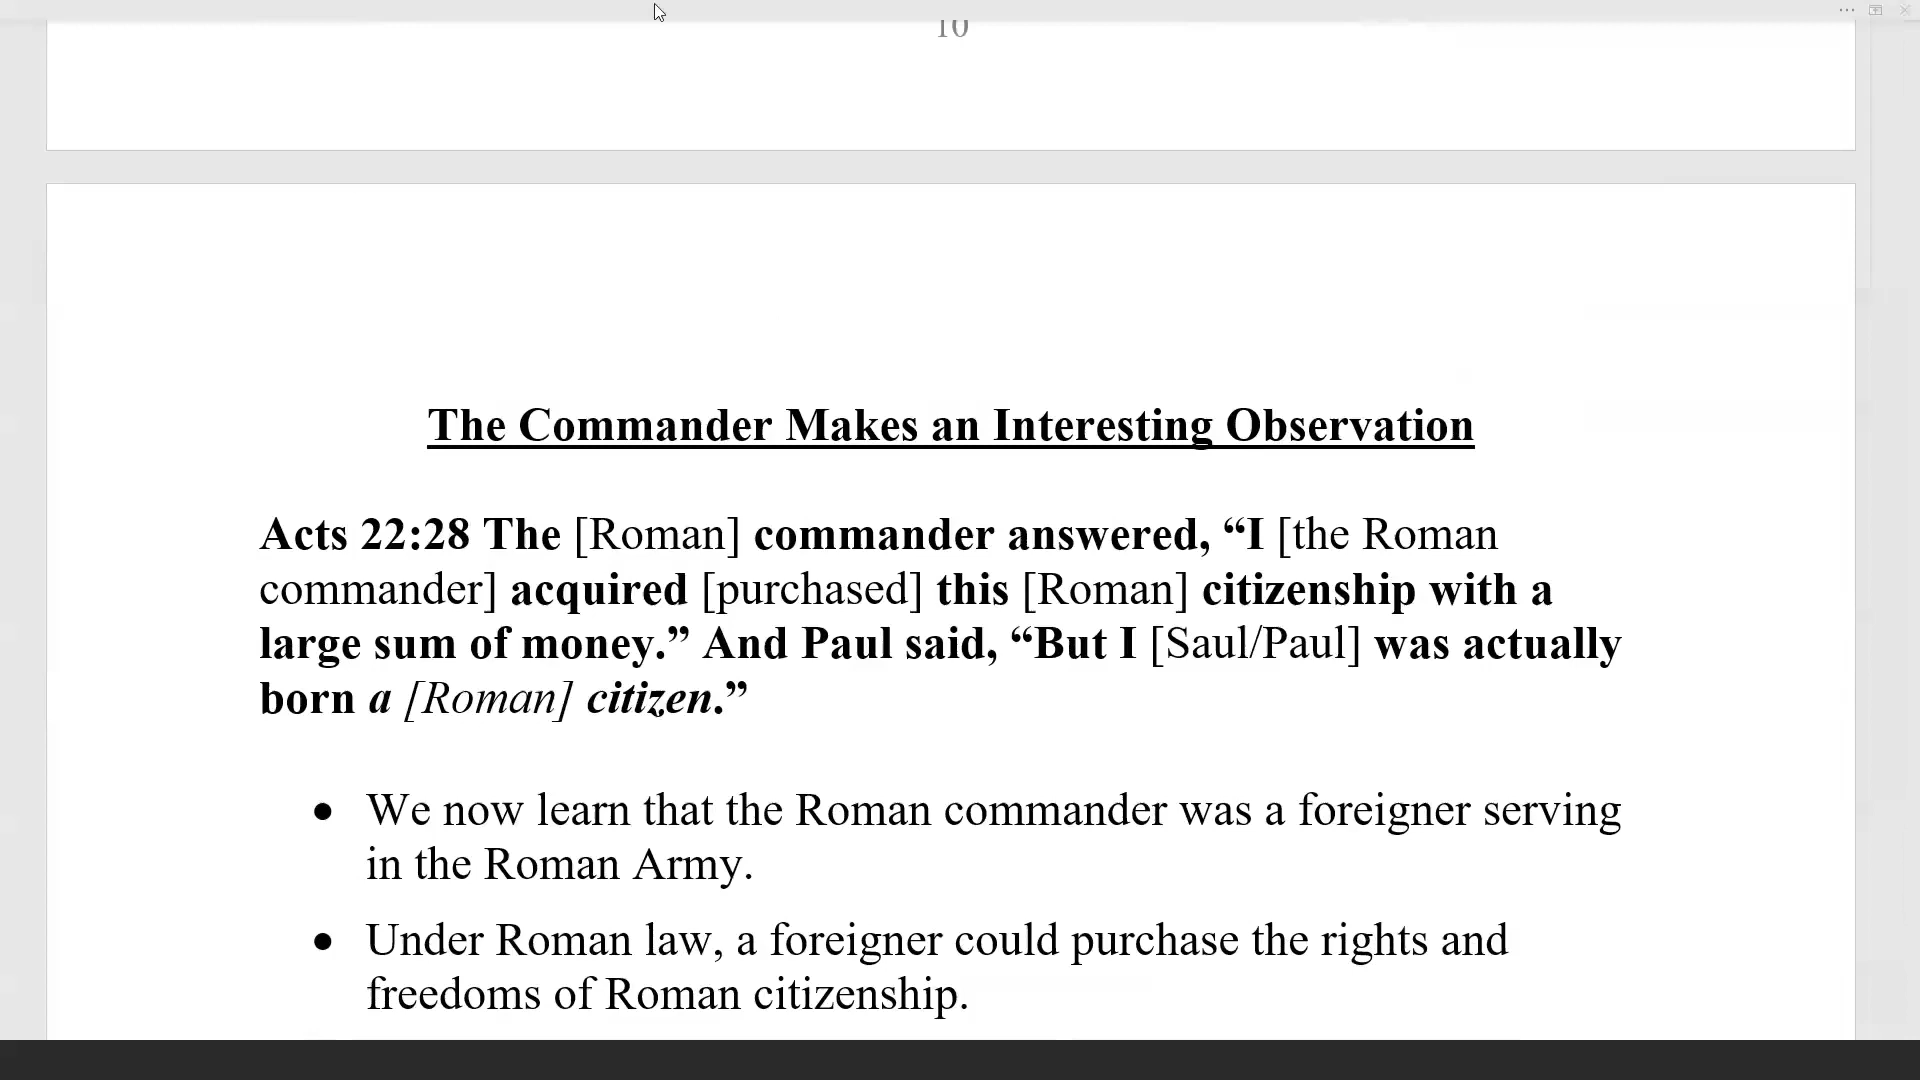 10
The Commander Makes an Interesting Observation
Acts 22:28 The [Roman] commander answered, “I [the Roman
commander] acquired [purchased] this [Roman] citizenship with a
large sum of money.” And Paul said, “But I [Saul/Paul] was actually
born a [Roman] citizen.”
• We now learn that the Roman commander was a foreigner serving
in the Roman Army.
• Under Roman law, a foreigner could purchase the rights and
freedoms of Roman citizenship.